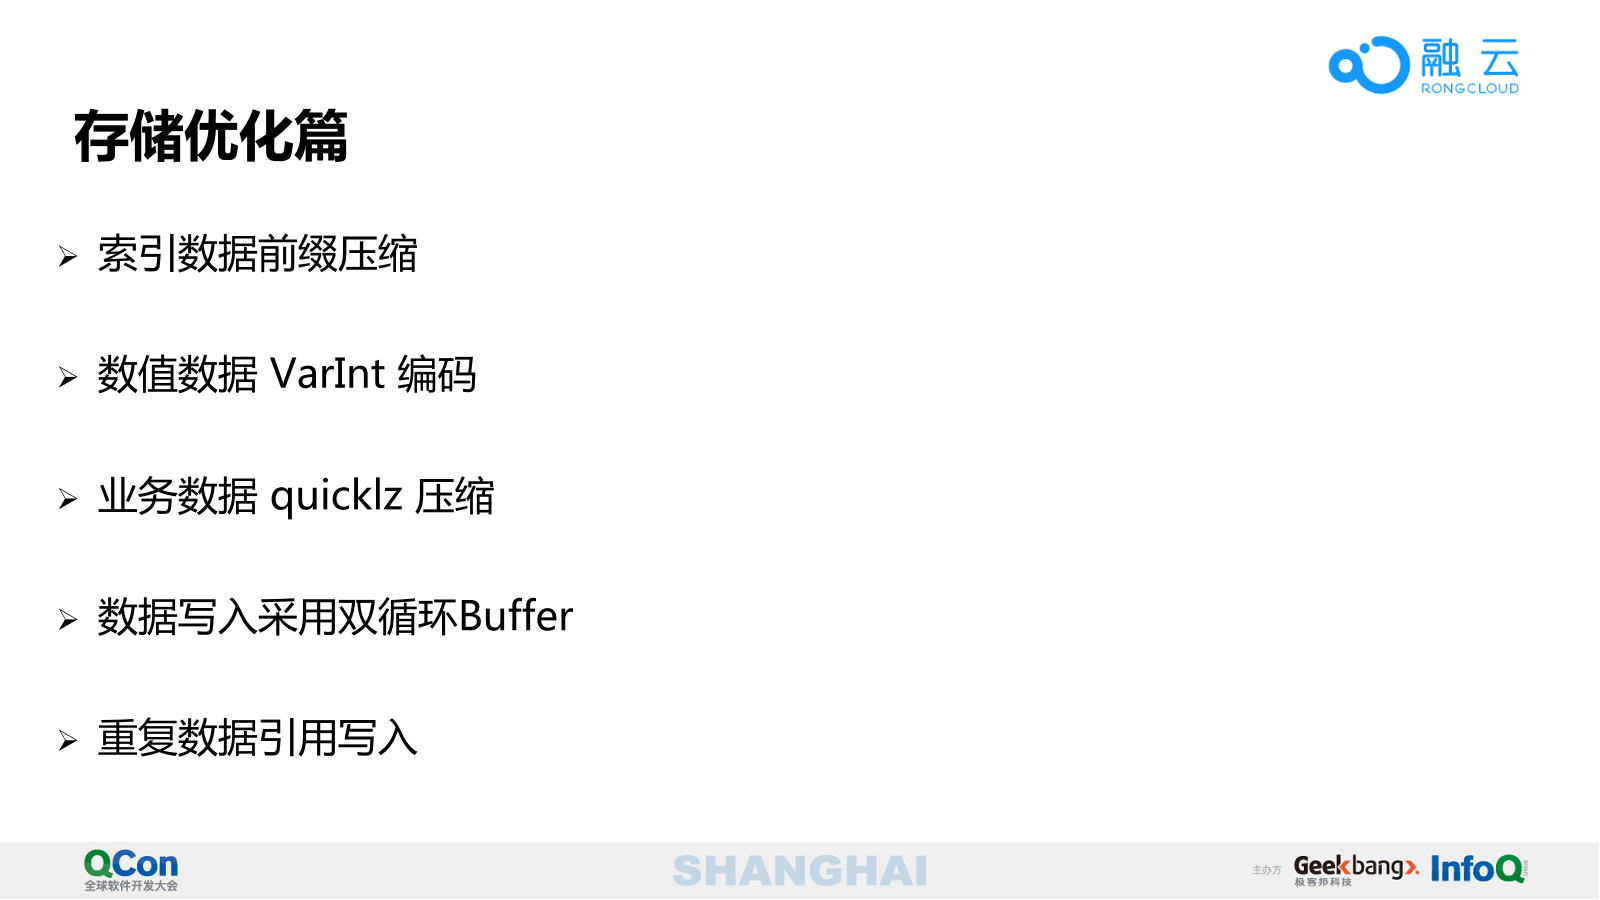 融云
RONGCLOUD
存储优化篇
索引数据前缀压缩
数值数据 VarInt 编码
业务数据 quicklz 压缩
数据写入采用双循环Buffer
重复数据引用写入
QCon
全球软件开发大会
SHANGHAI
主办方
Geekbang
极客邦科技
InfoQ